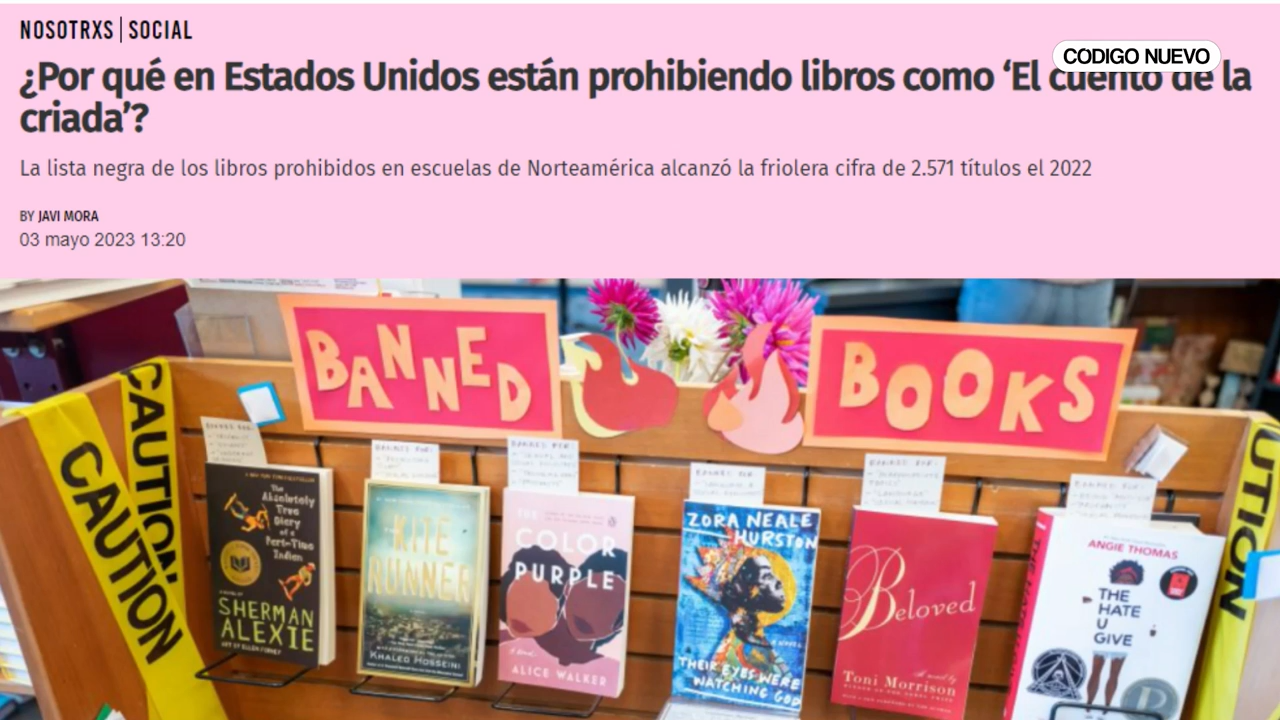 NOSOTRXS | SOCIAL
CODIGO NUEVO
¿Por qué en Estados Unidos están prohibiendo libros como ‘El cuento de la
criada’?
La lista negra de los libros prohibidos en escuelas de Norteamérica alcanzó la friolera cifra de 2.571 títulos el 2022
BY JAVI MORA
03 mayo 2023 13:20
BANNED
BOOKS
CAUTION
CAUTION
UTION
The
Absolutely
True
Diary
of a
Part-Time
Indian
SHERMAN
ALEXIE
KITE
RUNNER
KHALED HOSSEINI
THE
COLOR
PURPLE
ALICE WALKER
ZORA NEALE
HURSTON
THEIR EYES WERE
WATCHING GOD
Beloved
Toni Morrison
ANGIE THOMAS
THE
HATE
U
GIVE